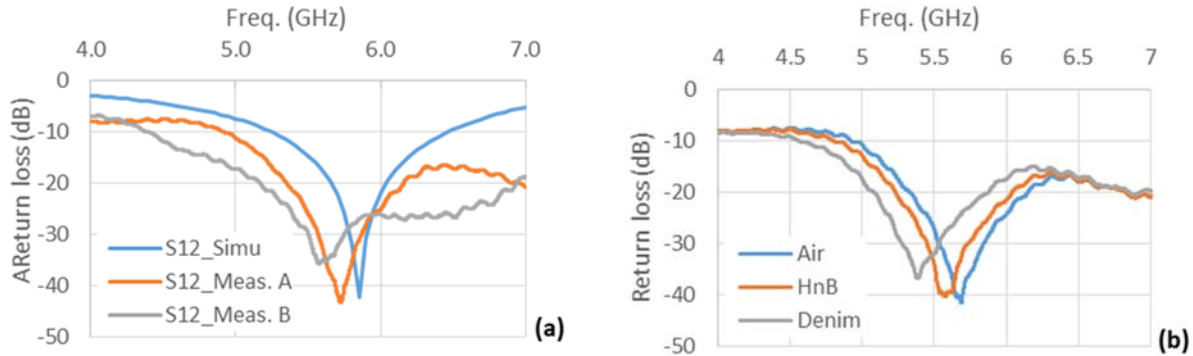 Freq. (GHz)
4.0 5.0 6.0 7.0
0
-10
-20
-30
-40
-50
AReturn loss (dB)
S12_Simu
S12_Meas. A
S12_Meas. B
(a)
Freq. (GHz)
4 4.5 5 5.5 6 6.5 7
0
-10
-20
-30
-40
-50
Return loss (dB)
Air
HnB
Denim
(b)